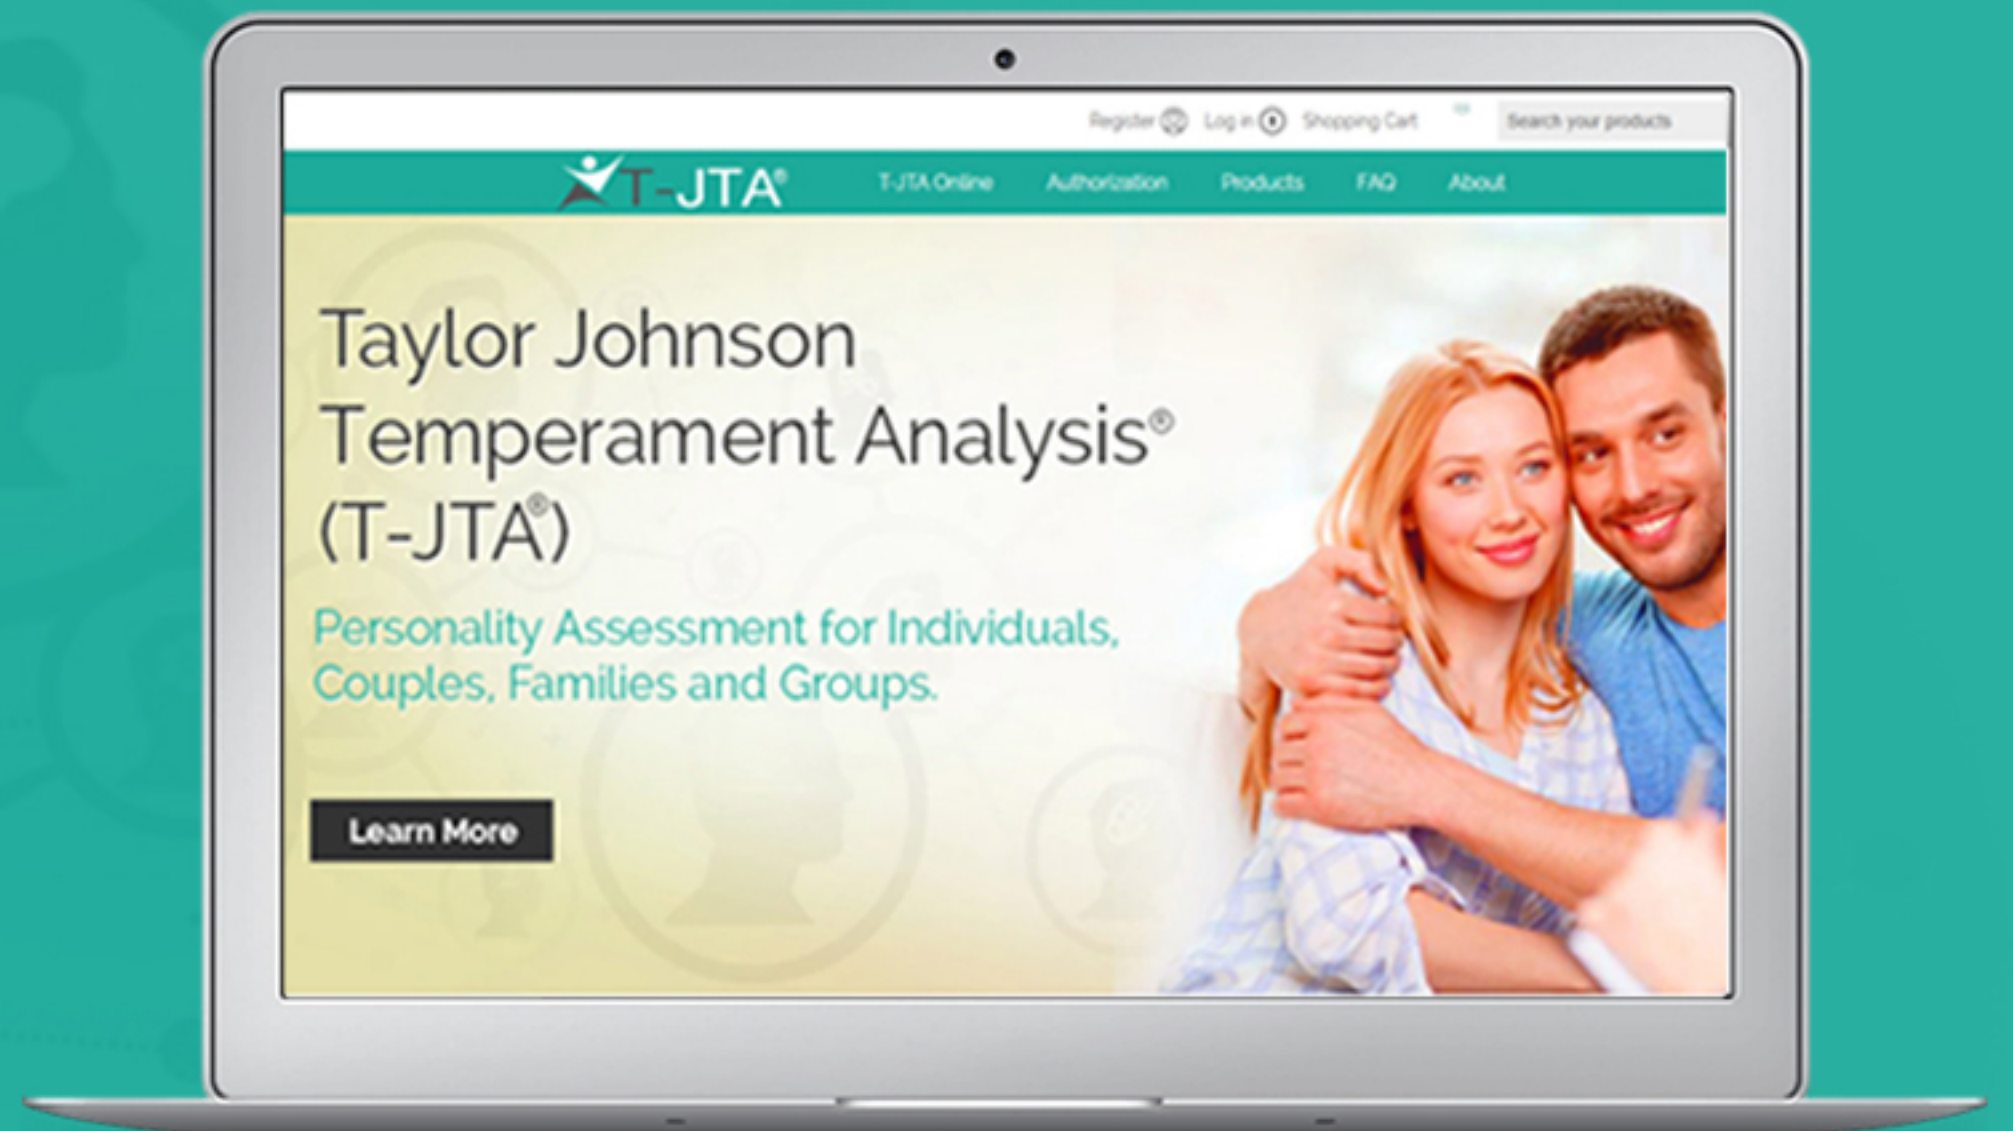 Register Log in Shopping Cart Search your products
T-JTA® T-JTA Online Authorization Products FAQ About
Taylor Johnson
Temperament Analysis®
(T-JTA®)
Personality Assessment for Individuals,
Couples, Families and Groups.
Learn More